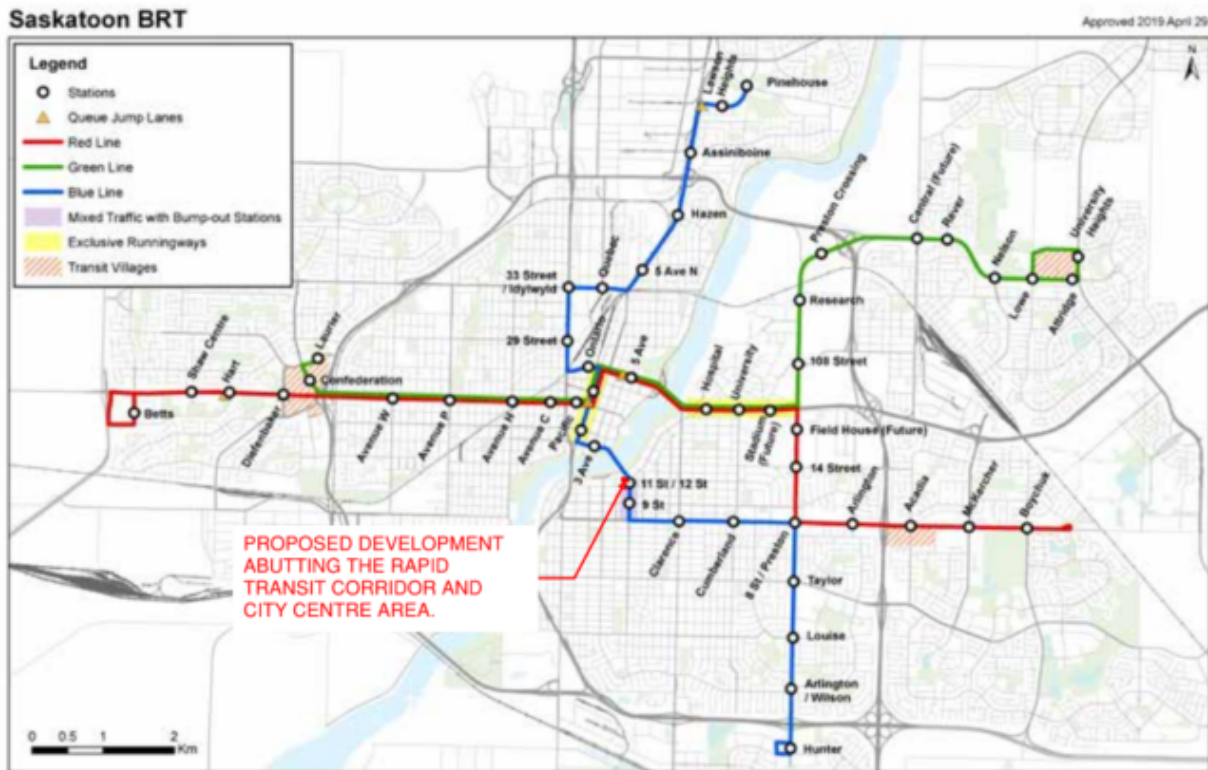 Saskatoon BRT
Approved 2019 April 29
Legend
Stations
Queue Jump Lanes
Red Line
Green Line
Blue Line
Mixed Traffic with Bump-out Stations
Exclusive Runningways
Transit Villages
N
Lawson
Heights
Pinehouse
Assiniboine
Hazen
5 Ave N
Quebec
33 Street
/ Idylwyld
29 Street
Ontario
5 Ave
Hospital
University
Stadium
(Future)
Preston Crossing
Central (Future)
Rever
Nelson
Lowe
Attridge
University
Heights
Research
108 Street
Field House (Future)
14 Street
Shaw Centre
Hart
Laurier
Confederation
Betts
Diefenbaker
Avenue W
Avenue P
Avenue H
Avenue C
Pacific
3 Ave
11 St / 12 St
9 St
Clarence
Cumberland
8 St / Preston
Arlington
Acadia
McKercher
Boychuk
Taylor
Louise
Arlington
/ Wilson
Hunter
PROPOSED DEVELOPMENT
ABUTTING THE RAPID
TRANSIT CORRIDOR AND
CITY CENTRE AREA.
0 0.5 1 2
Km